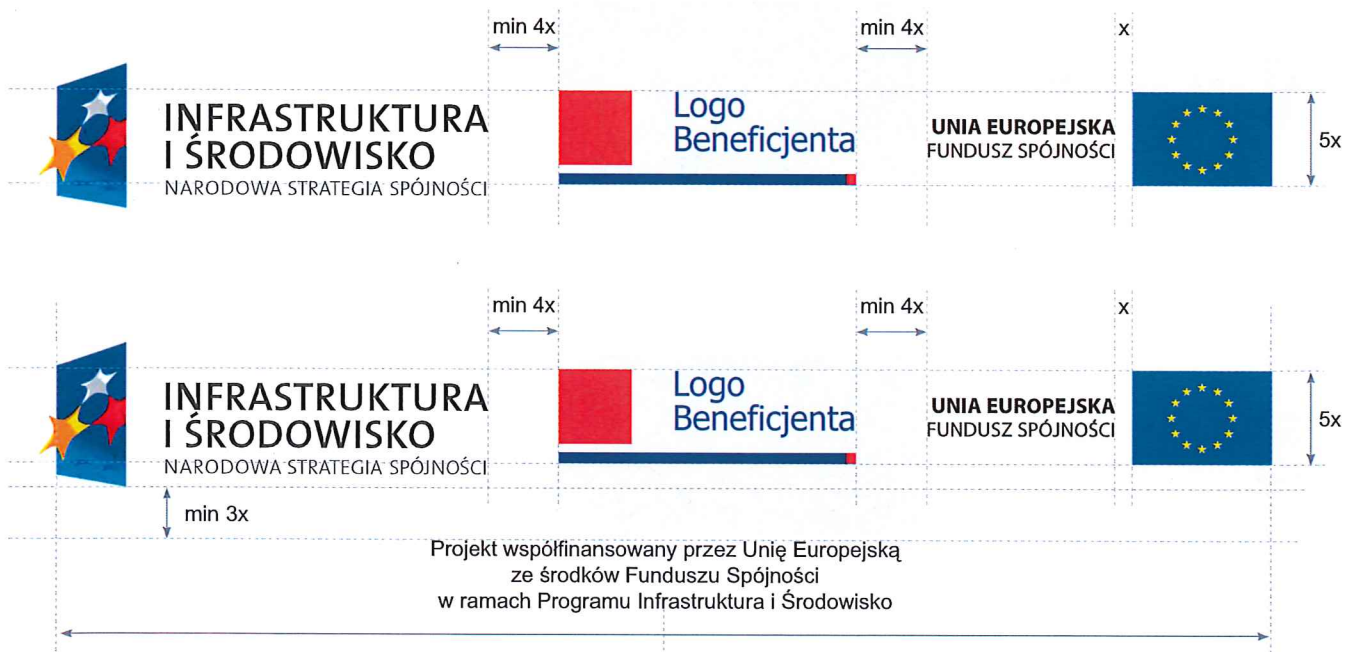 min 4x
min 4x
x
INFRASTRUKTURA
I ŚRODOWISKO
NARODOWA STRATEGIA SPÓJNOŚCI
Logo
Beneficjenta
UNIA EUROPEJSKA
FUNDUSZ SPÓJNOŚCI
5x
min 4x
min 4x
x
INFRASTRUKTURA
I ŚRODOWISKO
NARODOWA STRATEGIA SPÓJNOŚCI
Logo
Beneficjenta
UNIA EUROPEJSKA
FUNDUSZ SPÓJNOŚCI
5x
min 3x
Projekt współfinansowany przez Unię Europejską
ze środków Funduszu Spójności
w ramach Programu Infrastruktura i Środowisko